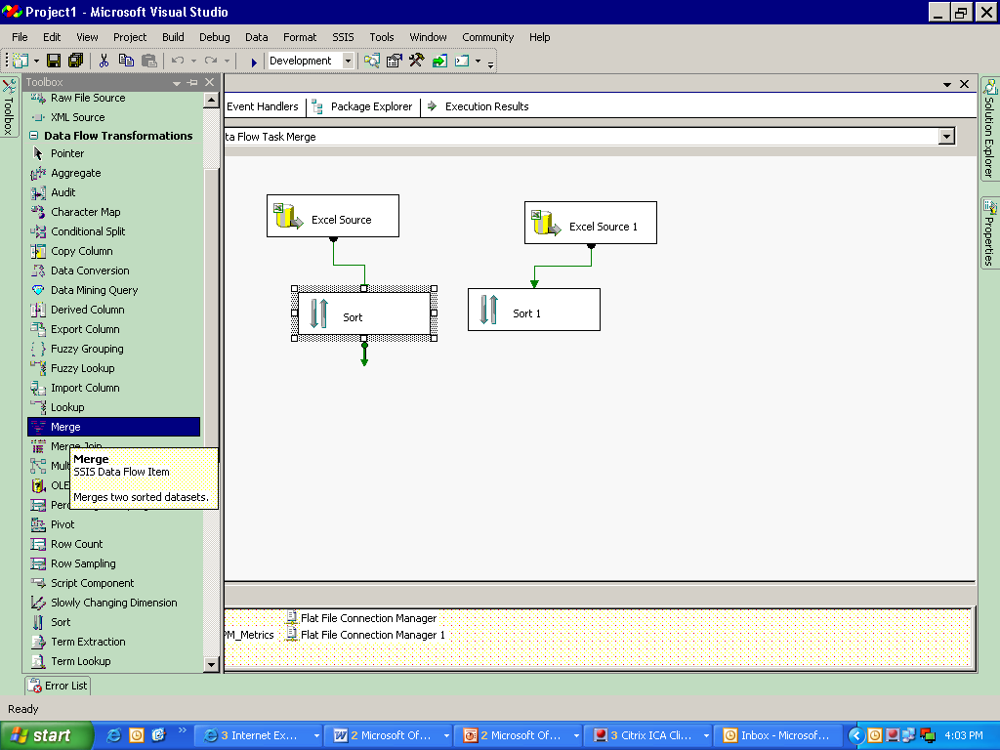 Project1 - Microsoft Visual Studio
File Edit View Project Build Debug Data Format SSIS Tools Window Community Help
Development
Toolbox
Toolbox
Raw File Source
XML Source
Data Flow Transformations
Pointer
Aggregate
Audit
Character Map
Conditional Split
Copy Column
Data Conversion
Data Mining Query
Derived Column
Export Column
Fuzzy Grouping
Fuzzy Lookup
Import Column
Lookup
Merge
Merge Join
Merge
SSIS Data Flow Item
Merges two sorted datasets.
Mult
OLE
Pivot
Row Count
Row Sampling
Script Component
Slowly Changing Dimension
Sort
Term Extraction
Term Lookup
Event Handlers Package Explorer Execution Results
ta Flow Task Merge
Excel Source
Excel Source 1
Sort
Sort 1
Flat File Connection Manager
PM_Metrics Flat File Connection Manager 1
Solution Explorer
Properties
Error List
Ready
start 3 Internet Ex... 2 Microsoft Of... 2 Microsoft Of... 3 Citrix ICA Cli... Inbox - Microsof... 4:03 PM